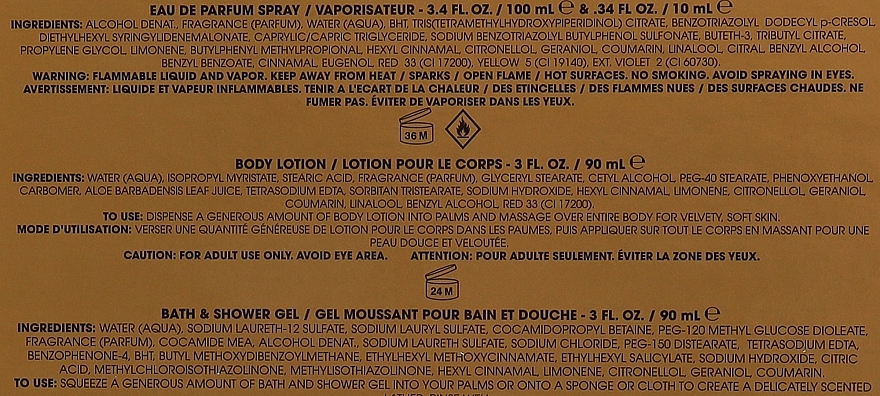 EAU DE PARFUM SPRAY / VAPORISATEUR - 3.4 FL. OZ. / 100 mL ℮ & .34 FL OZ. / 10 mL ℮
INGREDIENTS: ALCOHOL DENAT., FRAGRANCE (PARFUM), WATER (AQUA), BHT, TRIS(TETRAMETHYLHYDROXYPIPERIDINOL) CITRATE, BENZOTRIAZOLYL DODECYL p-CRESOL,
DIETHYLHEXYL SYRINGYLIDENEMALONATE, CAPRYLIC/CAPRIC TRIGLYCERIDE, SODIUM BENZOTRIAZOLYL BUTYLPHENOL SULFONATE, BUTETH-3, TRIBUTYL CITRATE,
PROPYLENE GLYCOL, LIMONENE, BUTYLPHENYL METHYLPROPIONAL, HEXYL CINNAMAL, CITRONELLOL, GERANIOL, COUMARIN, LINALOOL, CITRAL, BENZYL ALCOHOL,
BENZYL BENZOATE, CINNAMAL, EUGENOL, RED 33 (CI 17200), YELLOW 5 (CI 19140), EXT. VIOLET 2 (CI 60730).
WARNING: FLAMMABLE LIQUID AND VAPOR. KEEP AWAY FROM HEAT / SPARKS / OPEN FLAME / HOT SURFACES. NO SMOKING. AVOID SPRAYING IN EYES.
AVERTISSEMENT: LIQUIDE ET VAPEUR INFLAMMABLES. TENIR A L'ECART DE LA CHALEUR / DES ETINCELLES / DES FLAMMES NUES / DES SURFACES CHAUDES. NE
FUMER PAS. ÉVITER DE VAPORISER DANS LES YEUX.
36 M
BODY LOTION / LOTION POUR LE CORPS - 3 FL. OZ. / 90 mL ℮
INGREDIENTS: WATER (AQUA), ISOPROPYL MYRISTATE, STEARIC ACID, FRAGRANCE (PARFUM), GLYCERYL STEARATE, CETYL ALCOHOL, PEG-40 STEARATE, PHENOXYETHANOL,
CARBOMER, ALOE BARBADENSIS LEAF JUICE, TETRASODIUM EDTA, SORBITAN TRISTEARATE, SODIUM HYDROXIDE, HEXYL CINNAMAL, LIMONENE, CITRONELLOL, GERANIOL,
COUMARIN, LINALOOL, BENZYL ALCOHOL, RED 33 (CI 17200).
TO USE: DISPENSE A GENEROUS AMOUNT OF BODY LOTION INTO PALMS AND MASSAGE OVER ENTIRE BODY FOR VELVETY, SOFT SKIN.
MODE D'UTILISATION: VERSER UNE QUANTITÉ GÉNÉREUSE DE LOTION POUR LE CORPS DANS LES PAUMES, PUIS APPLIQUER SUR TOUT LE CORPS EN MASSANT POUR UNE
PEAU DOUCE ET VELOUTÉE.
CAUTION: FOR ADULT USE ONLY. AVOID EYE AREA. ATTENTION: POUR ADULTE SEULEMENT. ÉVITER LA ZONE DES YEUX.
24 M
BATH & SHOWER GEL / GEL MOUSSANT POUR BAIN ET DOUCHE - 3 FL. OZ. / 90 mL ℮
INGREDIENTS: WATER (AQUA), SODIUM LAURETH-12 SULFATE, SODIUM LAURYL SULFATE, COCAMIDOPROPYL BETAINE, PEG-120 METHYL GLUCOSE DIOLEATE,
FRAGRANCE (PARFUM), COCAMIDE MEA, ALCOHOL DENAT., SODIUM LAURETH SULFATE, SODIUM CHLORIDE, PEG-150 DISTEARATE, TETRASODIUM EDTA,
BENZOPHENONE-4, BHT, BUTYL METHOXYDIBENZOYLMETHANE, ETHYLHEXYL METHOXYCINNAMATE, ETHYLHEXYL SALICYLATE, SODIUM HYDROXIDE, CITRIC
ACID, METHYLCHLOROISOTHIAZOLINONE, METHYLISOTHIAZOLINONE, HEXYL CINNAMAL, LIMONENE, CITRONELLOL, GERANIOL, COUMARIN.
TO USE: SQUEEZE A GENEROUS AMOUNT OF BATH AND SHOWER GEL INTO YOUR PALMS OR ONTO A SPONGE OR CLOTH TO CREATE A DELICATELY SCENTED